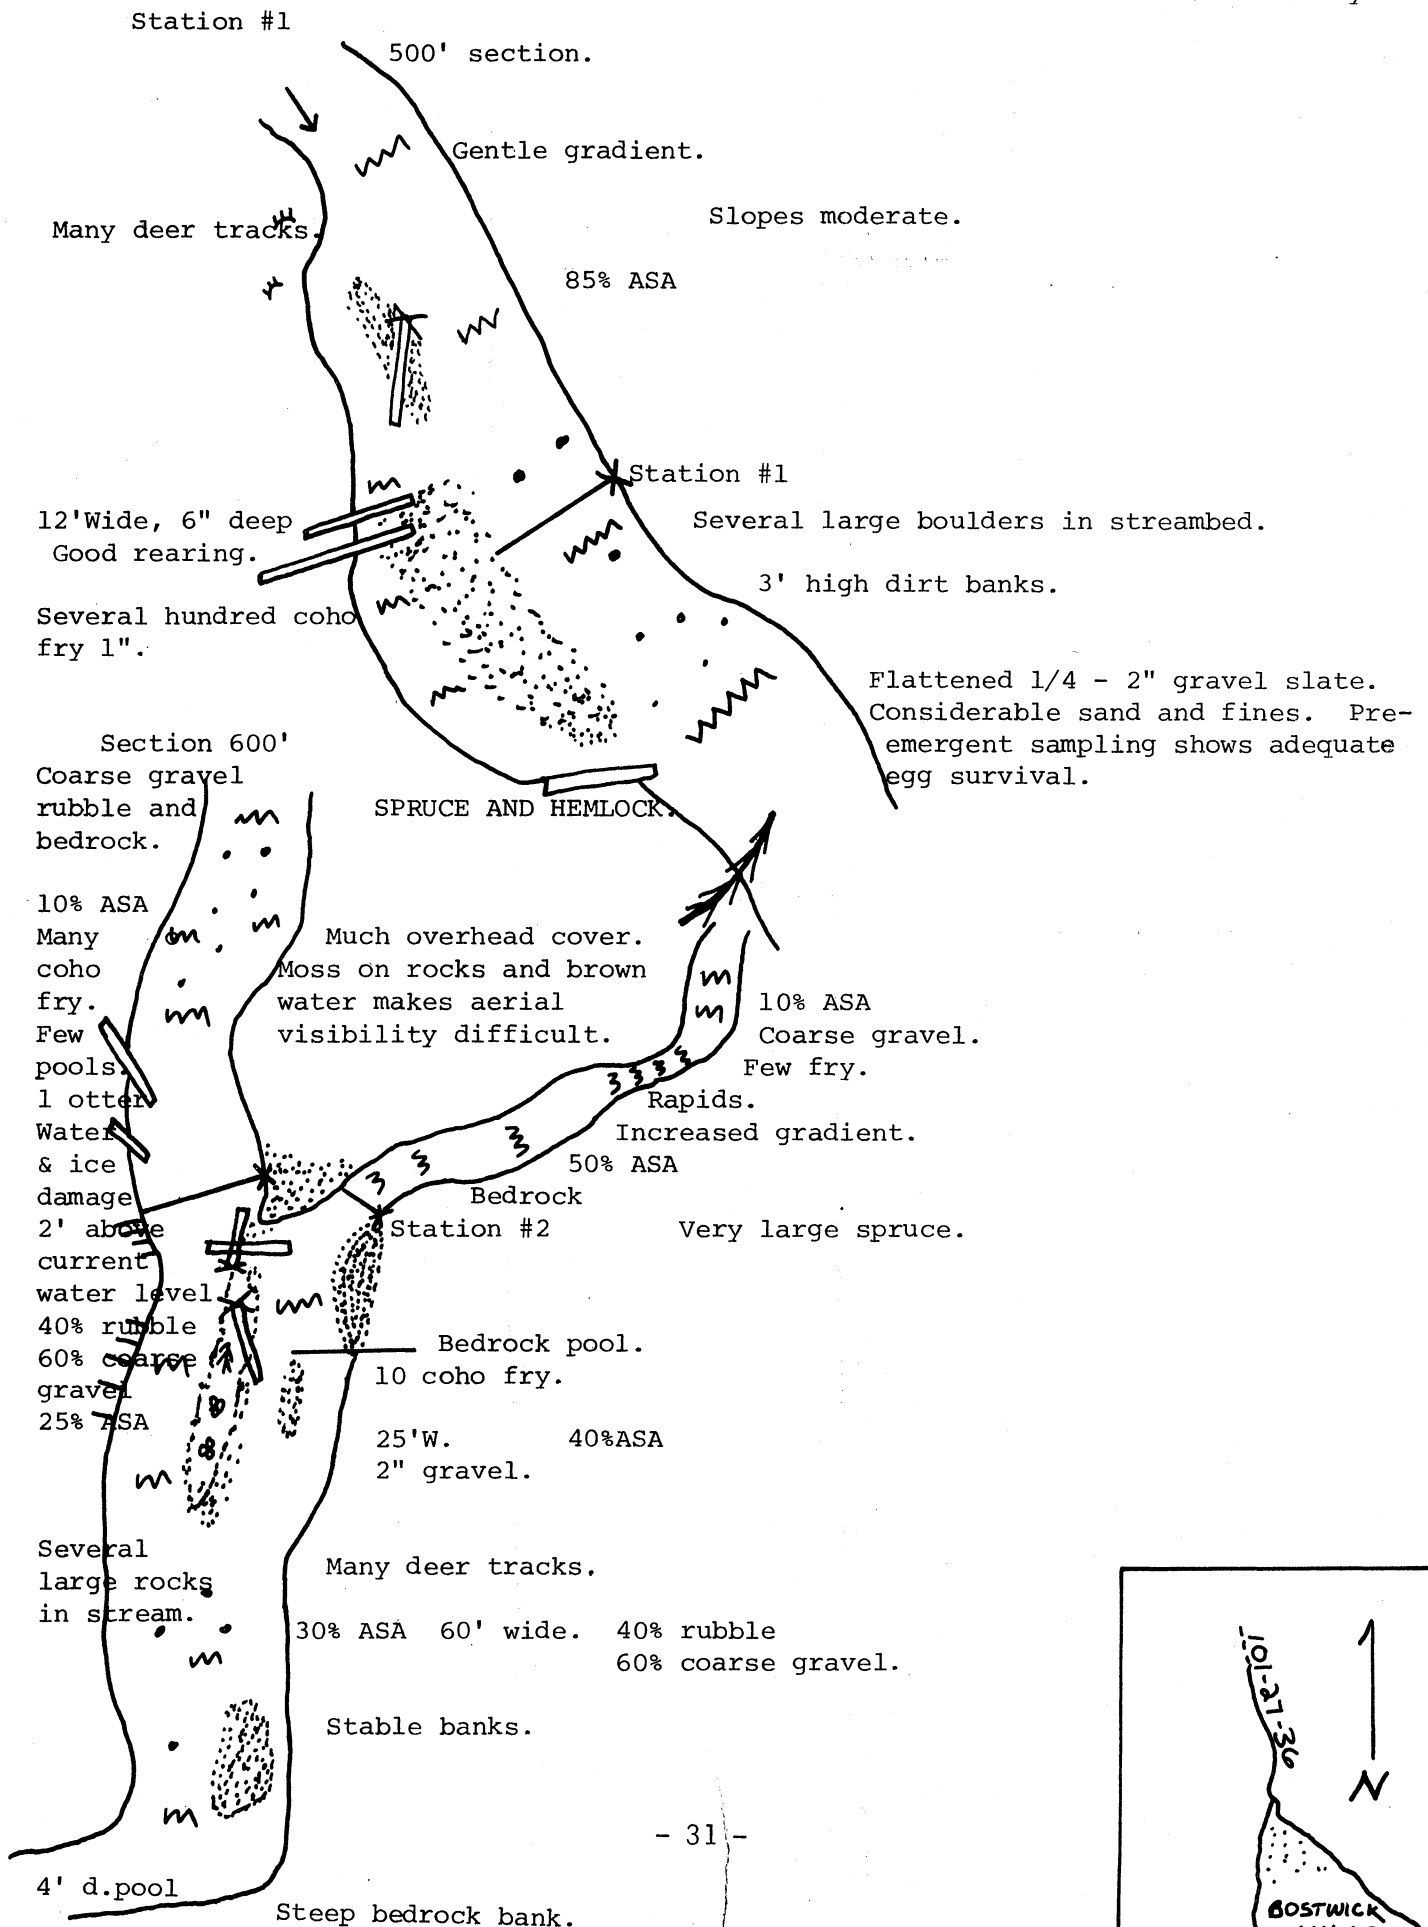 Station #1
500' section.
Gentle gradient.
Slopes moderate.
Many deer tracks.
85% ASA
Station #1
12'Wide, 6" deep
Good rearing.
Several large boulders in streambed.
3' high dirt banks.
Several hundred coho
fry 1".
Flattened 1/4 - 2" gravel slate.
Considerable sand and fines. Pre-
emergent sampling shows adequate
egg survival.
Section 600'
Coarse gravel
rubble and
bedrock.
SPRUCE AND HEMLOCK.
10% ASA
Many
coho
fry.
Few
pools.
1 otter
Water
& ice
damage
2' above
current
water level.
40% rubble
60% coarse
gravel
25% ASA
Much overhead cover.
Moss on rocks and brown
water makes aerial
visibility difficult.
10% ASA
Coarse gravel.
Few fry.
Rapids.
Increased gradient.
50% ASA
Bedrock
Station #2
Very large spruce.
Bedrock pool.
10 coho fry.
25'W. 40%ASA
2" gravel.
Several
large rocks
in stream.
Many deer tracks.
30% ASA 60' wide. 40% rubble
60% coarse gravel.
Stable banks.
- 31 -
4' d.pool
Steep bedrock bank.
101-27-36
N
BOSTWICK